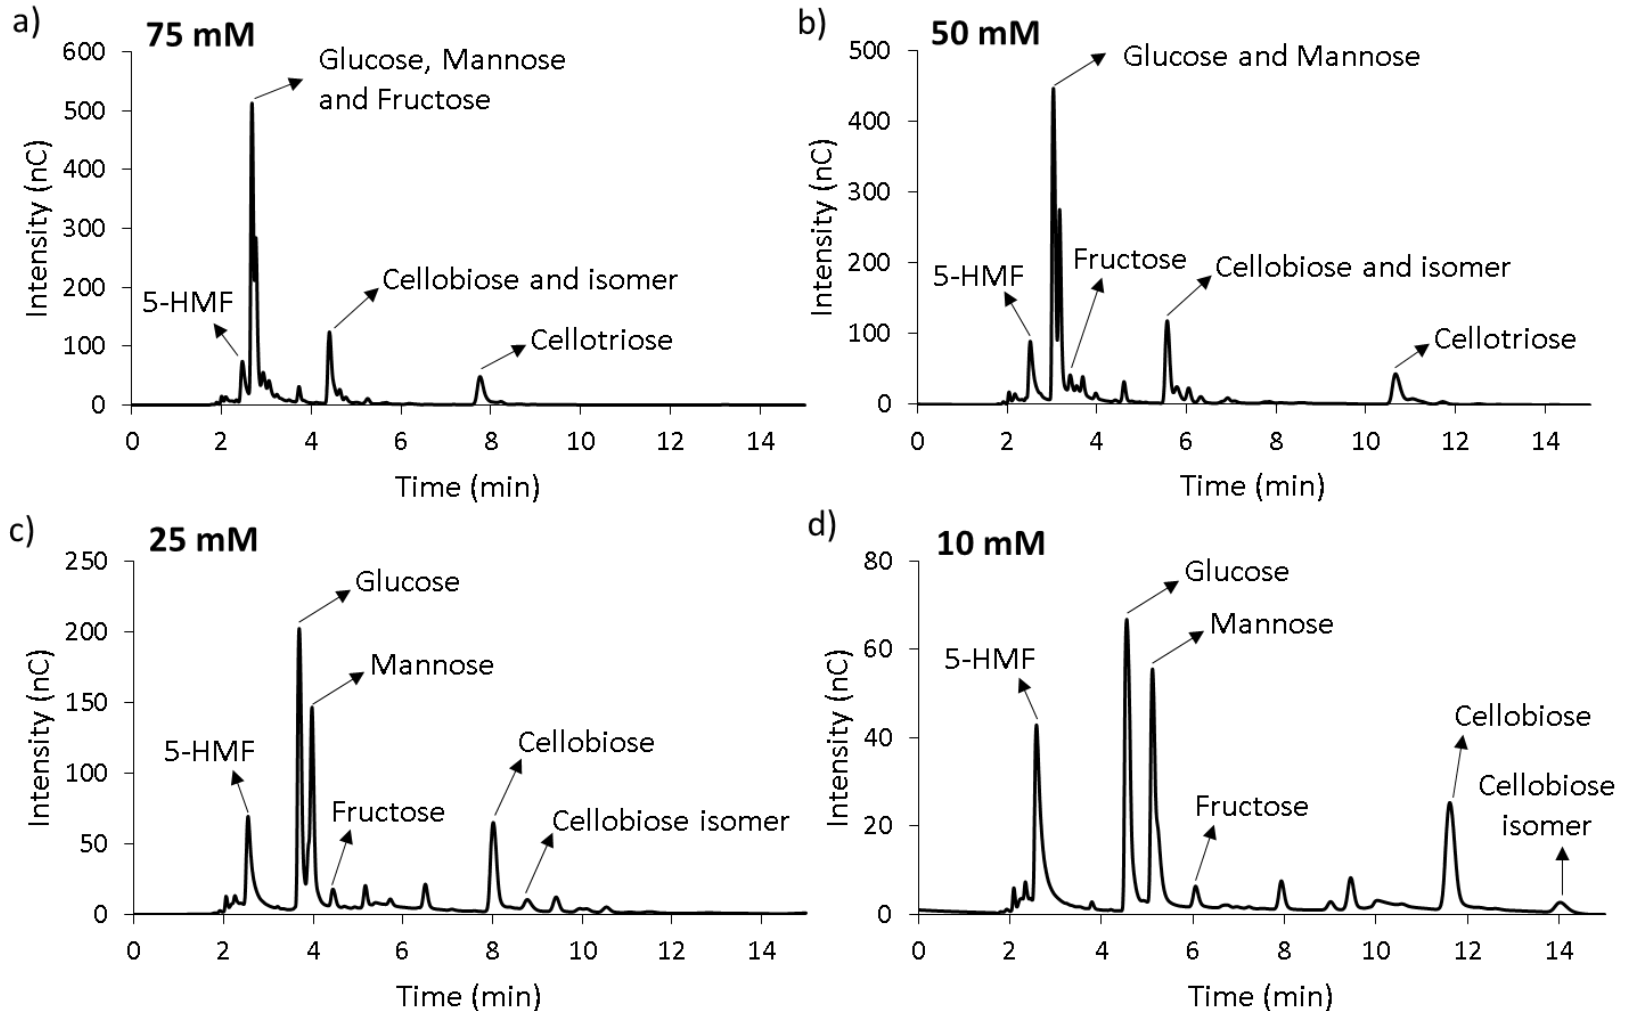 a)
75 mM
600
500
400
300
200
100
0
Intensity (nC)
Glucose, Mannose
and Fructose
5-HMF
Cellobiose and isomer
Cellotriose
0 2 4 6 8 10 12 14
Time (min)
b)
50 mM
500
400
300
200
100
0
Intensity (nC)
Glucose and Mannose
5-HMF
Fructose
Cellobiose and isomer
Cellotriose
0 2 4 6 8 10 12 14
Time (min)
c)
25 mM
250
200
150
100
50
0
Intensity (nC)
Glucose
Mannose
5-HMF
Fructose
Cellobiose
Cellobiose isomer
0 2 4 6 8 10 12 14
Time (min)
d)
10 mM
80
60
40
20
0
Intensity (nC)
Glucose
Mannose
5-HMF
Fructose
Cellobiose
Cellobiose
isomer
0 2 4 6 8 10 12 14
Time (min)